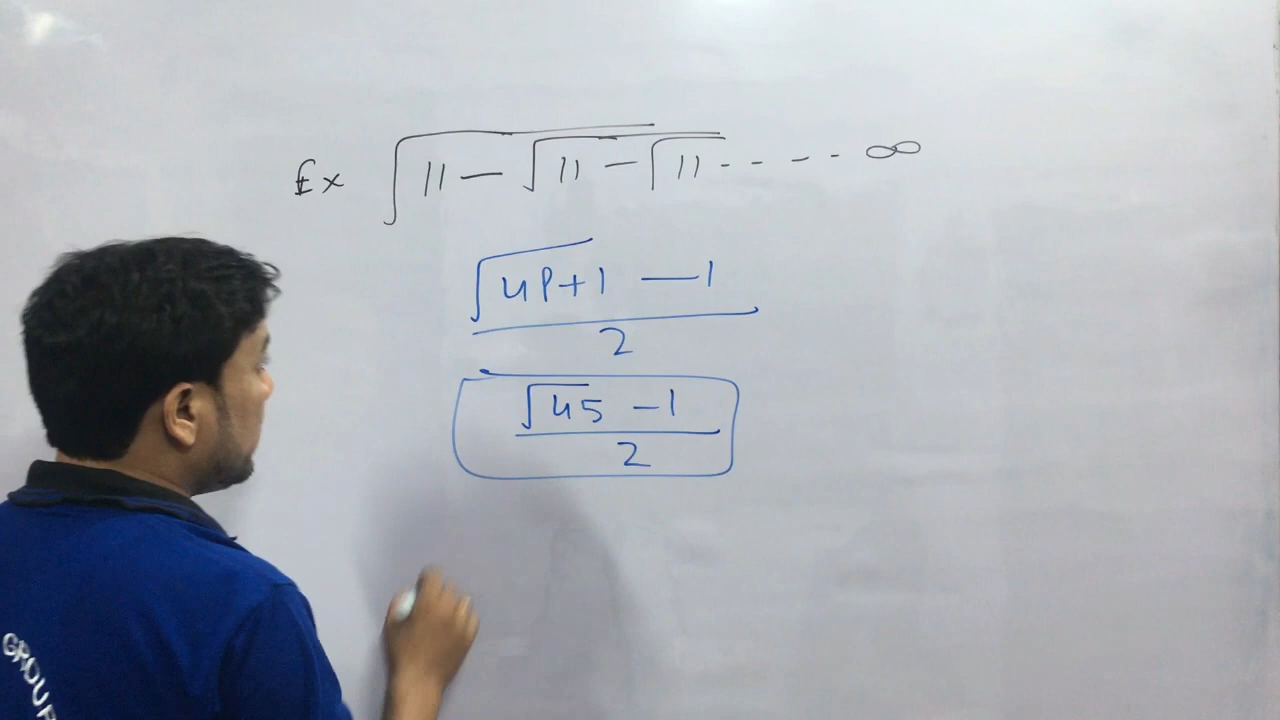 Ex √11 - √11 - √11 - - - - ∞
√4P+1 - 1
2
√45 - 1
2
GROUP